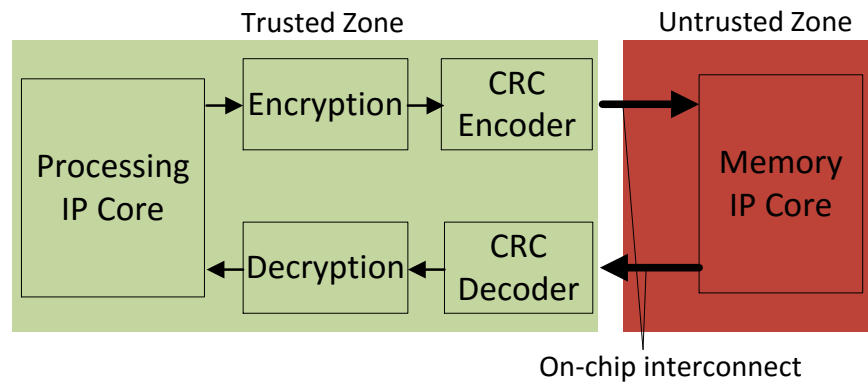 Trusted Zone
Untrusted Zone
Processing
IP Core
Encryption
CRC
Encoder
Memory
IP Core
Decryption
CRC
Decoder
On-chip interconnect